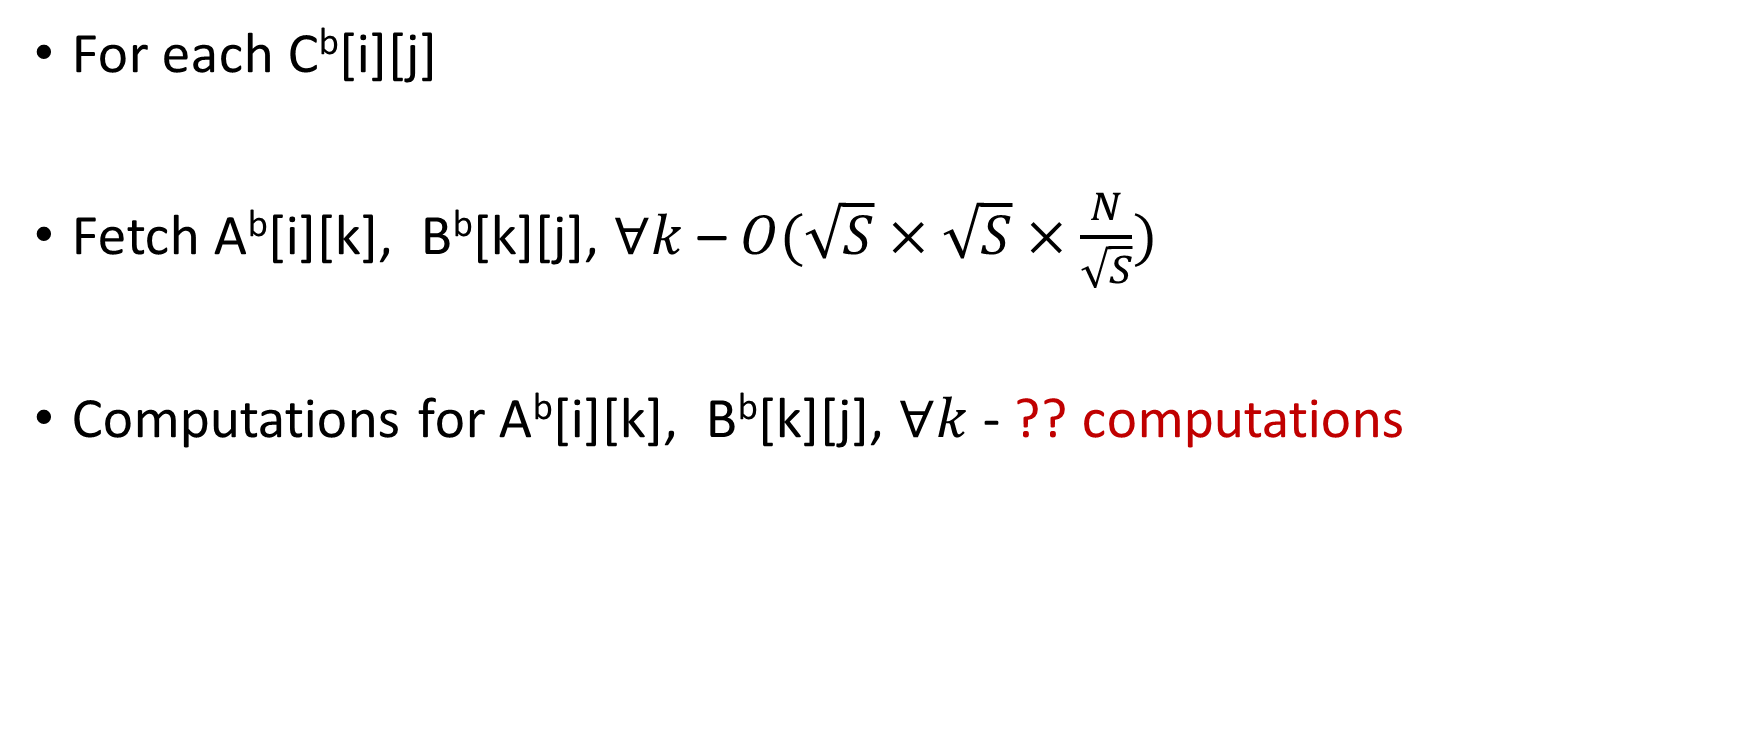 • For each Cᵇ[i][j]
• Fetch Aᵇ[i][k], Bᵇ[k][j], ∀k – O(√S × √S × N/√S)
• Computations for Aᵇ[i][k], Bᵇ[k][j], ∀k - ?? computations